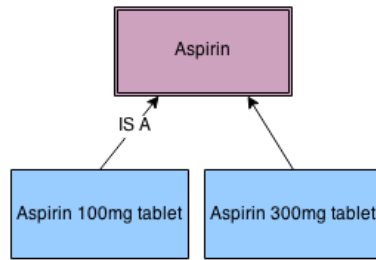 Aspirin
IS A
Aspirin 100mg tablet
Aspirin 300mg tablet